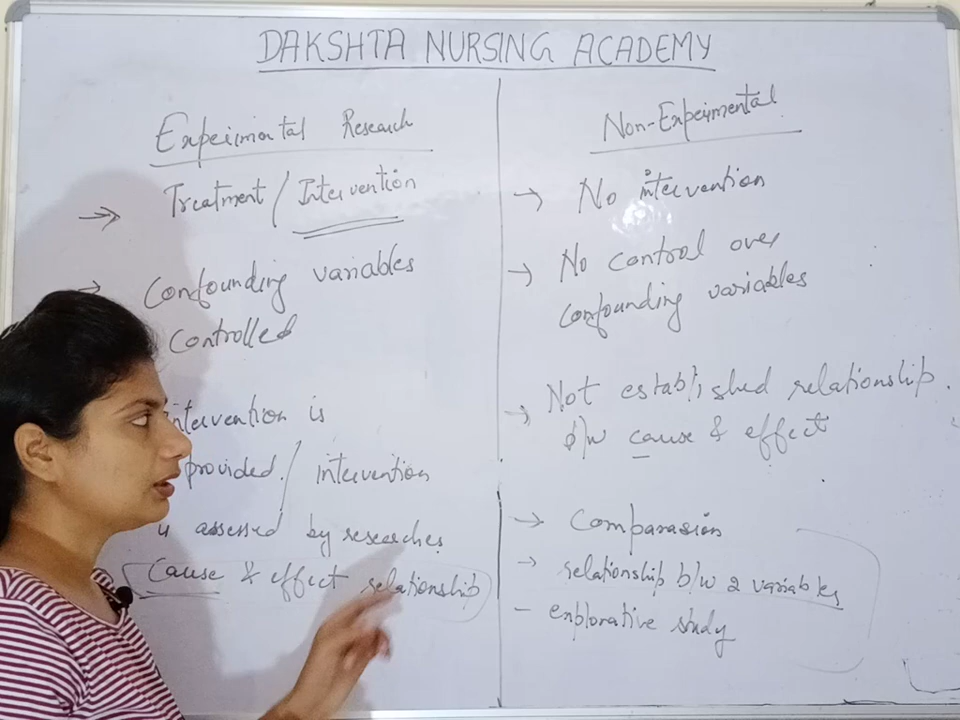 DAKSHTA NURSING ACADEMY
Experimental Research
→ Treatment / Intervention
→ Confounding variables
controlled
intervention is
provided. / intervention
is assessed by researches
Cause & effect relationship
Non-Experimental
→ No intervention
→ No control over
confounding variables
→ Not established relationship.
b/w cause & effect
→ Comparasion
→ relationship b/w 2 variables
- explorative study